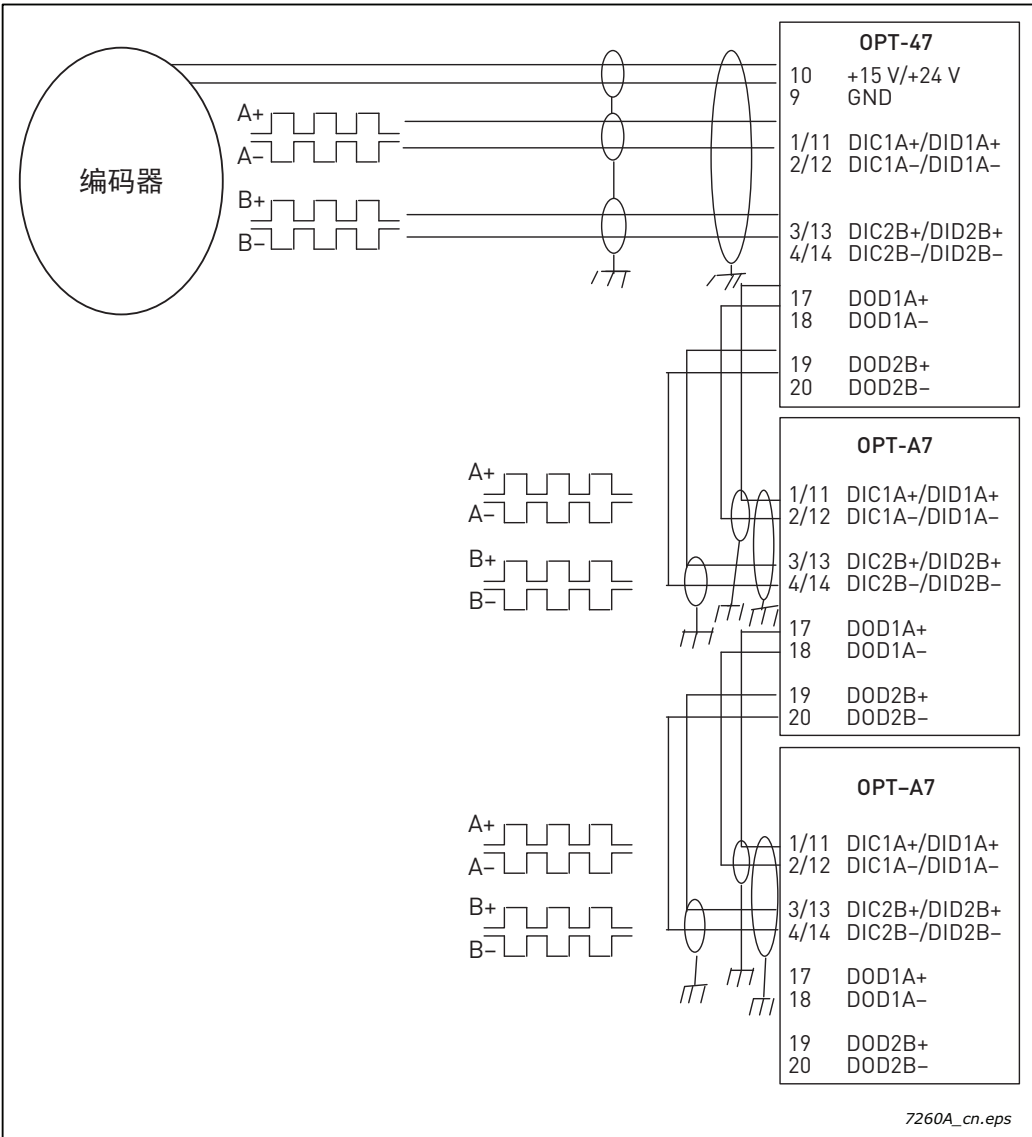 编码器
A+
A–
B+
B–
OPT-47
10 +15 V/+24 V
9 GND
1/11 DIC1A+/DID1A+
2/12 DIC1A–/DID1A–
3/13 DIC2B+/DID2B+
4/14 DIC2B–/DID2B–
17 DOD1A+
18 DOD1A–
19 DOD2B+
20 DOD2B–
A+
A–
B+
B–
OPT-A7
1/11 DIC1A+/DID1A+
2/12 DIC1A–/DID1A–
3/13 DIC2B+/DID2B+
4/14 DIC2B–/DID2B–
17 DOD1A+
18 DOD1A–
19 DOD2B+
20 DOD2B–
A+
A–
B+
B–
OPT–A7
1/11 DIC1A+/DID1A+
2/12 DIC1A–/DID1A–
3/13 DIC2B+/DID2B+
4/14 DIC2B–/DID2B–
17 DOD1A+
18 DOD1A–
19 DOD2B+
20 DOD2B–
7260A_cn.eps